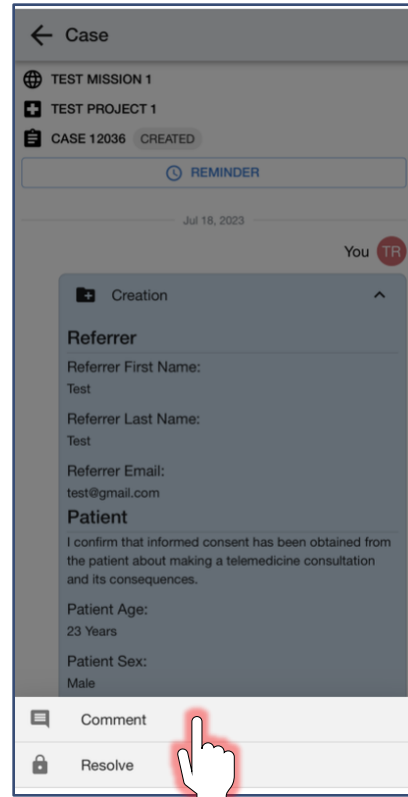 Case
TEST MISSION 1
TEST PROJECT 1
CASE 12036 CREATED
REMINDER
Jul 18, 2023
You TR
Creation
Referrer
Referrer First Name:
Test
Referrer Last Name:
Test
Referrer Email:
test@gmail.com
Patient
I confirm that informed consent has been obtained from
the patient about making a telemedicine consultation
and its consequences.
Patient Age:
23 Years
Patient Sex:
Male
Comment
Resolve